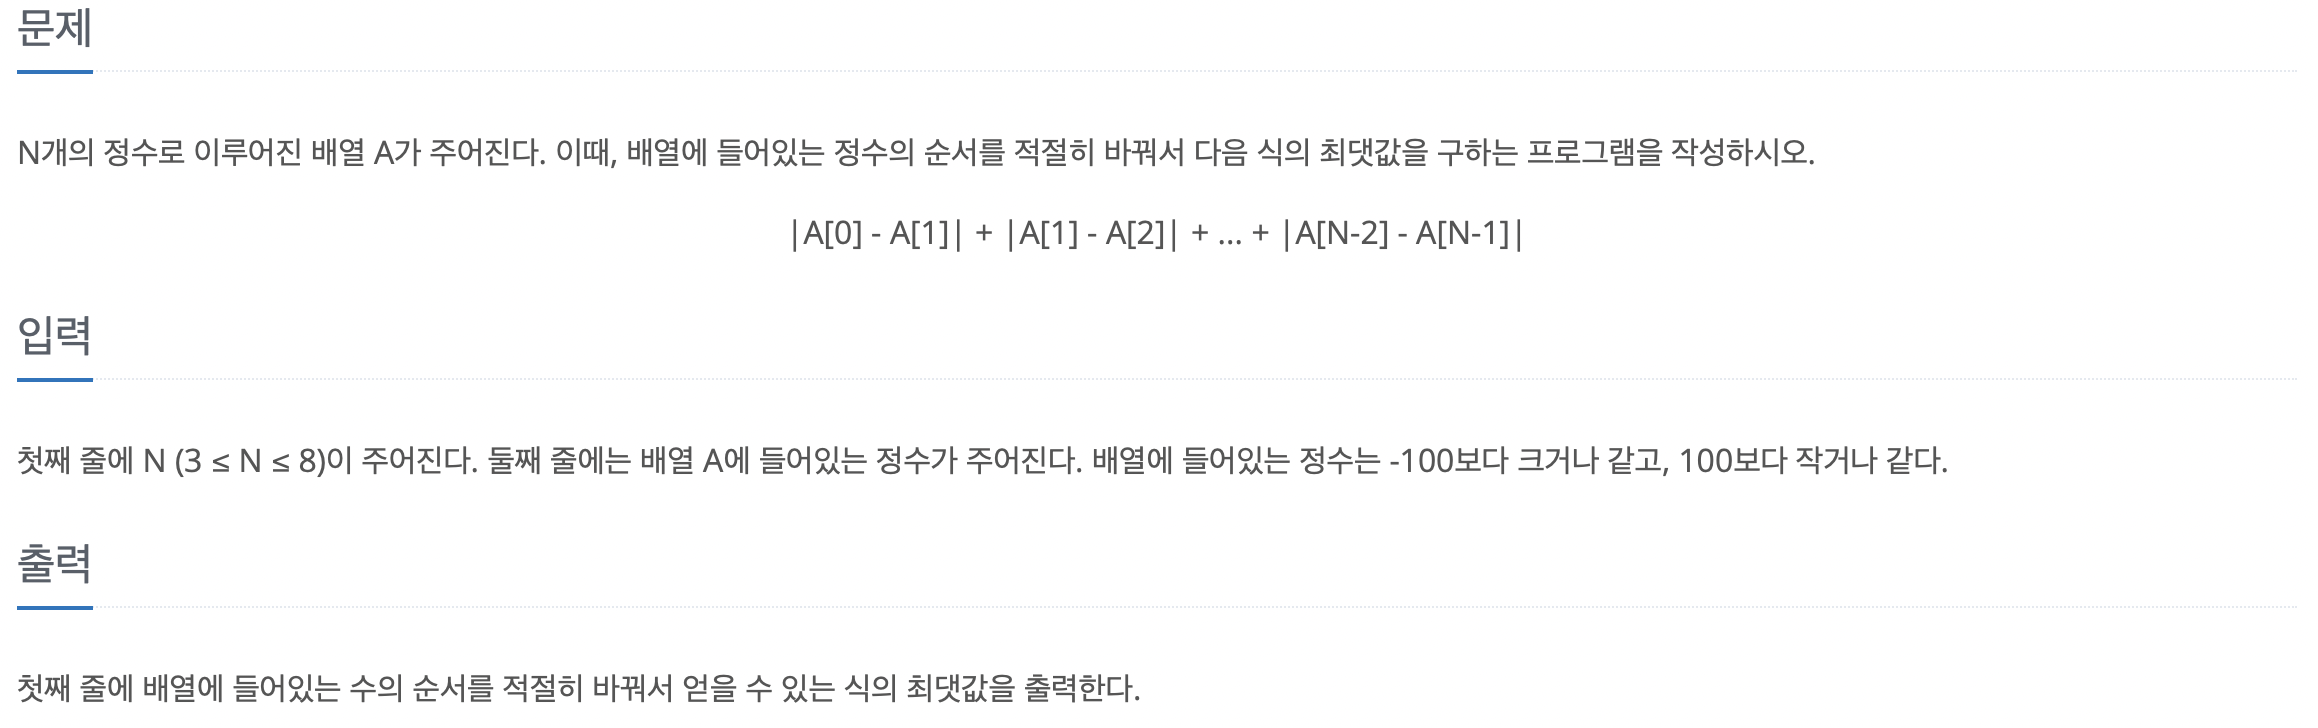 문제
N개의 정수로 이루어진 배열 A가 주어진다. 이때, 배열에 들어있는 정수의 순서를 적절히 바꿔서 다음 식의 최댓값을 구하는 프로그램을 작성하시오.
|A[0] - A[1]| + |A[1] - A[2]| + ... + |A[N-2] - A[N-1]|
입력
첫째 줄에 N (3 ≤ N ≤ 8)이 주어진다. 둘째 줄에는 배열 A에 들어있는 정수가 주어진다. 배열에 들어있는 정수는 -100보다 크거나 같고, 100보다 작거나 같다.
출력
첫째 줄에 배열에 들어있는 수의 순서를 적절히 바꿔서 얻을 수 있는 식의 최댓값을 출력한다.